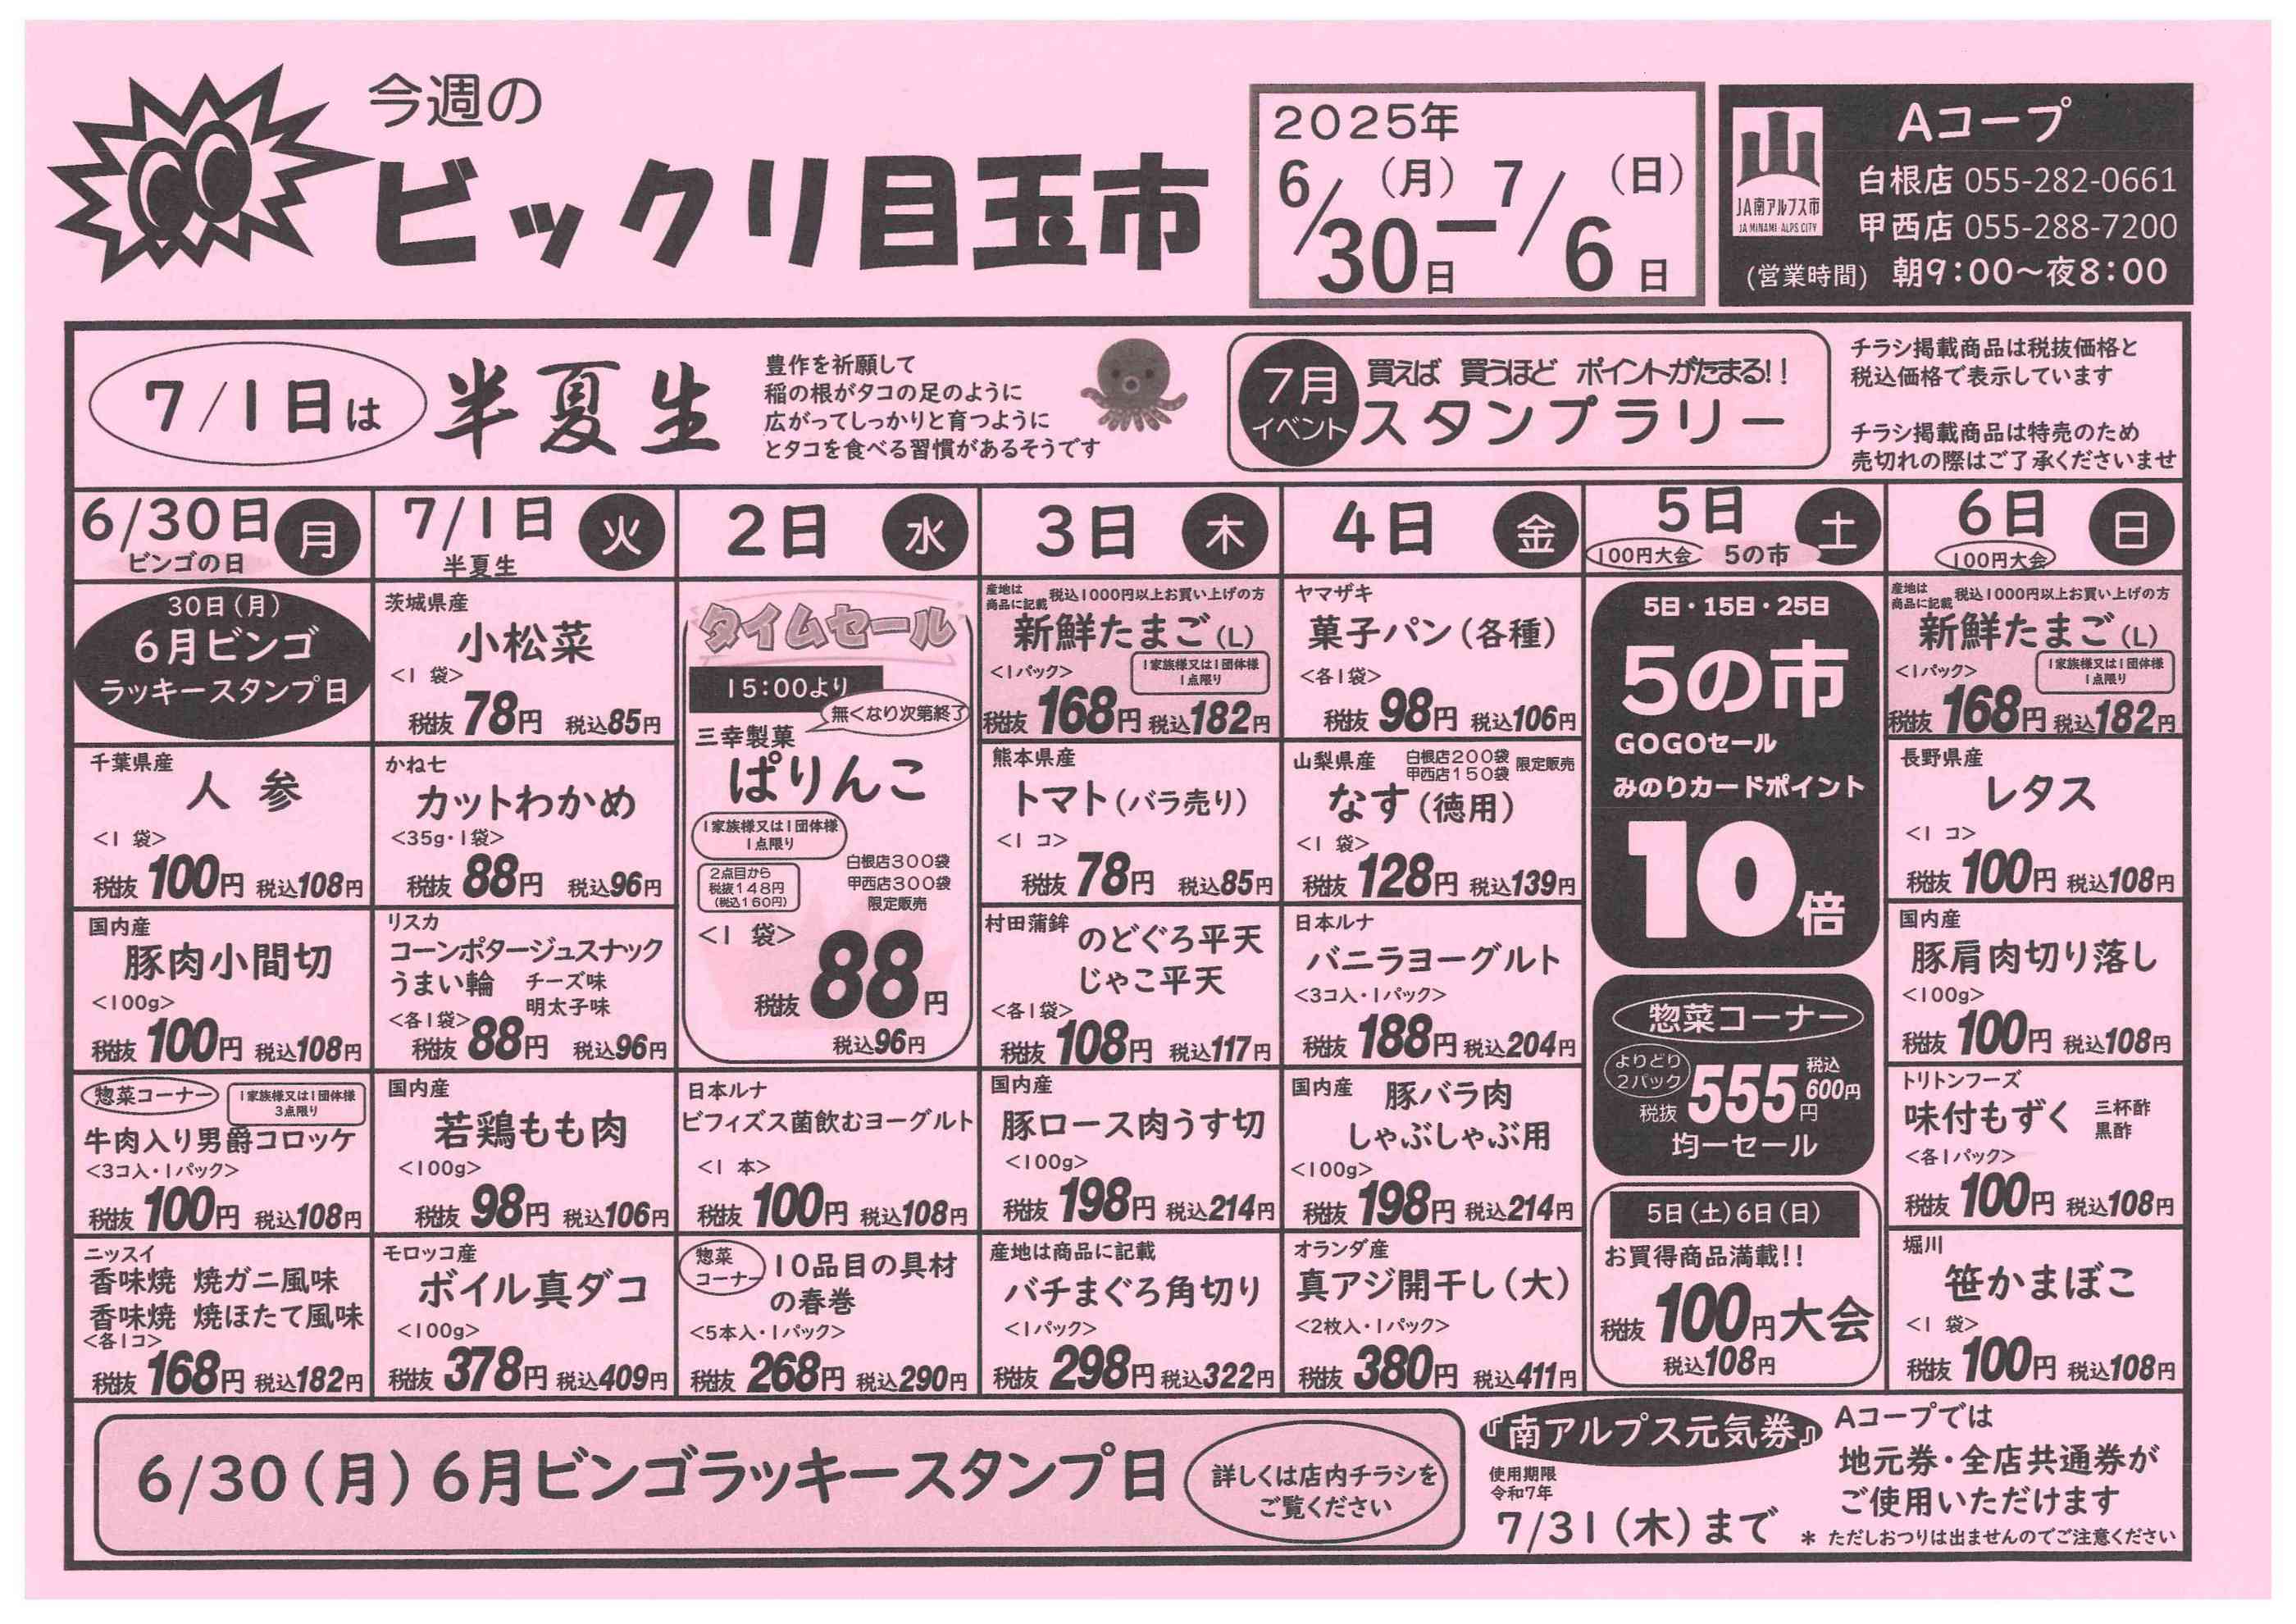 今週の
ビックリ目玉市
2025年
6/30日(月)ー7/6日(日)
JA南アルプス市
JA MINAMI-ALPS CITY
Aコープ
白根店 055-282-0661
甲西店 055-288-7200
(営業時間) 朝9:00～夜8:00
7/1日は
半夏生
豊作を祈願して
稲の根がタコの足のように
広がってしっかりと育つように
とタコを食べる習慣があるそうです
7月
イベント
買えば 買うほど ポイントがたまる!!
スタンプラリー
チラシ掲載商品は税抜価格と
税込価格で表示しています
チラシ掲載商品は特売のため
売切れの際はご了承くださいませ
6/30日 月
ビンゴの日
30日(月)
6月ビンゴ
ラッキースタンプ日
千葉県産
人参
<1 袋>
税抜 100円 税込108円
国内産
豚肉小間切
<100g>
税抜 100円 税込108円
惣菜コーナー
1家族様又は1団体様
3点限り
牛肉入り男爵コロッケ
<3コ入・1パック>
税抜 100円 税込108円
ニッスイ
香味焼 焼ガニ風味
香味焼 焼ほたて風味
<各1コ>
税抜 168円 税込182円
7/1日 火
半夏生
茨城県産
小松菜
<1 袋>
税抜 78円 税込85円
かね七
カットわかめ
<35g・1袋>
税抜 88円 税込96円
リスカ
コーンポタージュスナック
うまい輪 チーズ味
明太子味
<各1袋>
税抜 88円 税込96円
国内産
若鶏もも肉
<100g>
税抜 98円 税込106円
モロッコ産
ボイル真ダコ
<100g>
税抜 378円 税込409円
2日 水
タイムセール
15:00より
無くなり次第終了
三幸製菓
ぱりんこ
1家族様又は1団体様
1点限り
2点目から
税抜148円
(税込160円)
白根店300袋
甲西店300袋
限定販売
<1 袋>
税抜 88円
税込96円
日本ルナ
ビフィズス菌飲むヨーグルト
<1 本>
税抜 100円 税込108円
惣菜
コーナー
10品目の具材
の春巻
<5本入・1パック>
税抜 268円 税込290円
3日 木
産地は
商品に記載
税込1000円以上お買い上げの方
新鮮たまご(L)
<1パック>
1家族様又は1団体様
1点限り
税抜 168円 税込182円
熊本県産
トマト(バラ売り)
<1 コ>
税抜 78円 税込85円
村田蒲鉾
のどぐろ平天
じゃこ平天
<各1袋>
税抜 108円 税込117円
国内産
豚ロース肉うす切
<100g>
税抜 198円 税込214円
産地は商品に記載
バチまぐろ角切り
<1パック>
税抜 298円 税込322円
4日 金
ヤマザキ
菓子パン(各種)
<各1袋>
税抜 98円 税込106円
山梨県産
白根店200袋
甲西店150袋
限定販売
なす(徳用)
<1 袋>
税抜 128円 税込139円
日本ルナ
バニラヨーグルト
<3コ入・1パック>
税抜 188円 税込204円
国内産
豚バラ肉
しゃぶしゃぶ用
<100g>
税抜 198円 税込214円
オランダ産
真アジ開干し(大)
<2枚入・1パック>
税抜 380円 税込411円
5日 土
100円大会 5の市
5日・15日・25日
5の市
GOGOセール
みのりカードポイント
10倍
惣菜コーナー
よりどり
2パック
税抜 555円
税込
600円
均一セール
5日(土)6日(日)
お買得商品満載!!
税抜 100円大会
税込108円
6日 日
100円大会
産地は
商品に記載
税込1000円以上お買い上げの方
新鮮たまご(L)
<1パック>
1家族様又は1団体様
1点限り
税抜 168円 税込182円
長野県産
レタス
<1 コ>
税抜 100円 税込108円
国内産
豚肩肉切り落し
<100g>
税抜 100円 税込108円
トリトンフーズ
味付もずく
三杯酢
黒酢
<各1パック>
税抜 100円 税込108円
堀川
笹かまぼこ
<1 袋>
税抜 100円 税込108円
6/30(月)6月ビンゴラッキースタンプ日
詳しくは店内チラシを
ご覧ください
『南アルプス元気券』
使用期限
令和7年
7/31(木)まで
Aコープでは
地元券・全店共通券が
ご使用いただけます
* ただしおつりは出ませんのでご注意ください